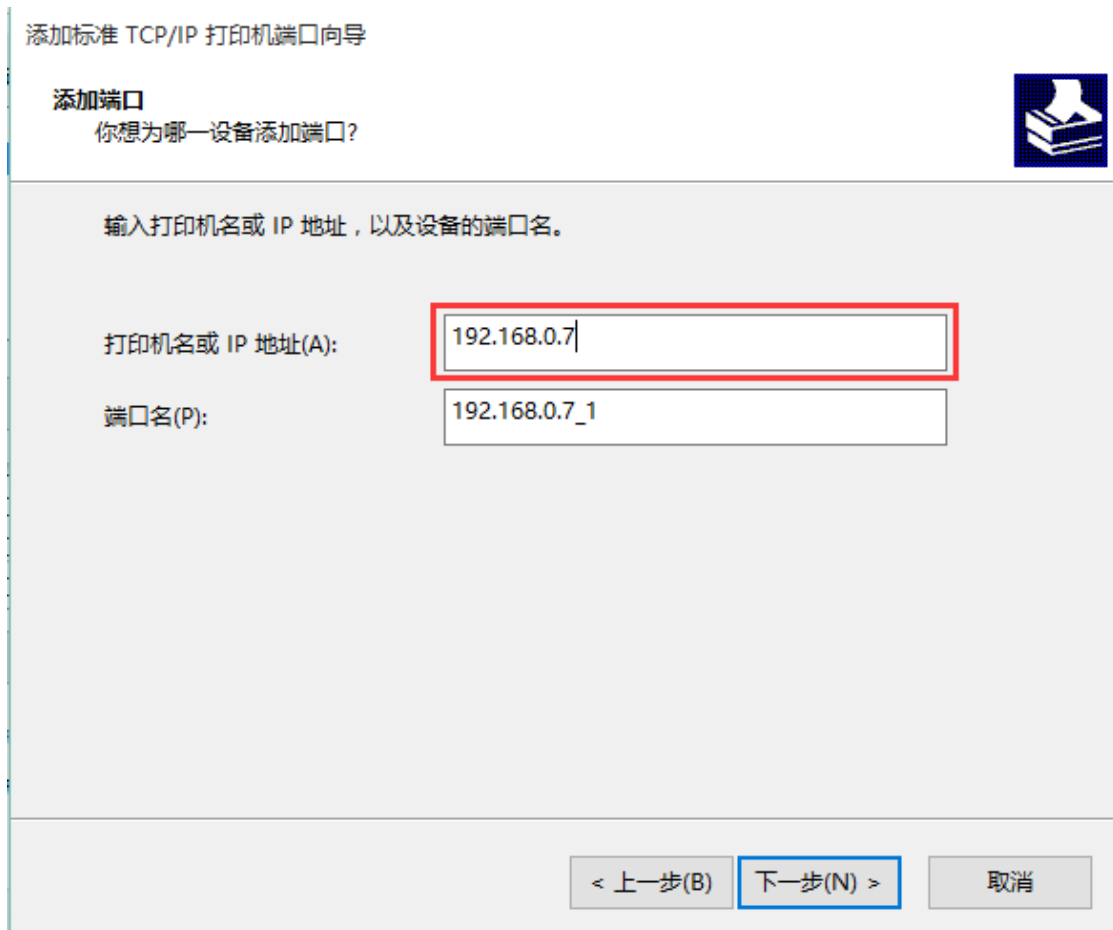 添加标准 TCP/IP 打印机端口向导
添加端口
你想为哪一设备添加端口?
输入打印机名或 IP 地址，以及设备的端口名。
打印机名或 IP 地址(A):
192.168.0.7
端口名(P):
192.168.0.7_1
< 上一步(B)
下一步(N) >
取消